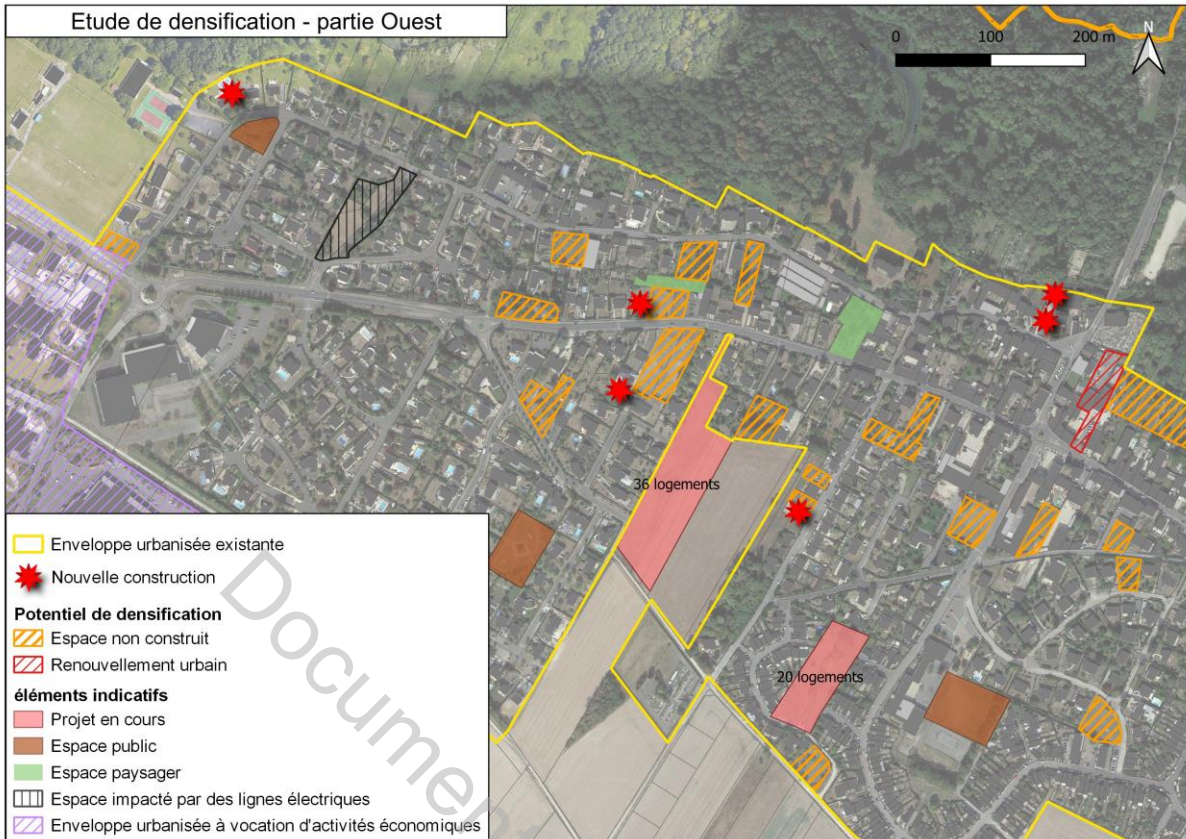 Etude de densification - partie Ouest
0 100 200 m
N
36 logements
20 logements
Enveloppe urbanisée existante
Nouvelle construction
Potentiel de densification
Espace non construit
Renouvellement urbain
éléments indicatifs
Projet en cours
Espace public
Espace paysager
Espace impacté par des lignes électriques
Enveloppe urbanisée à vocation d'activités économiques
Document